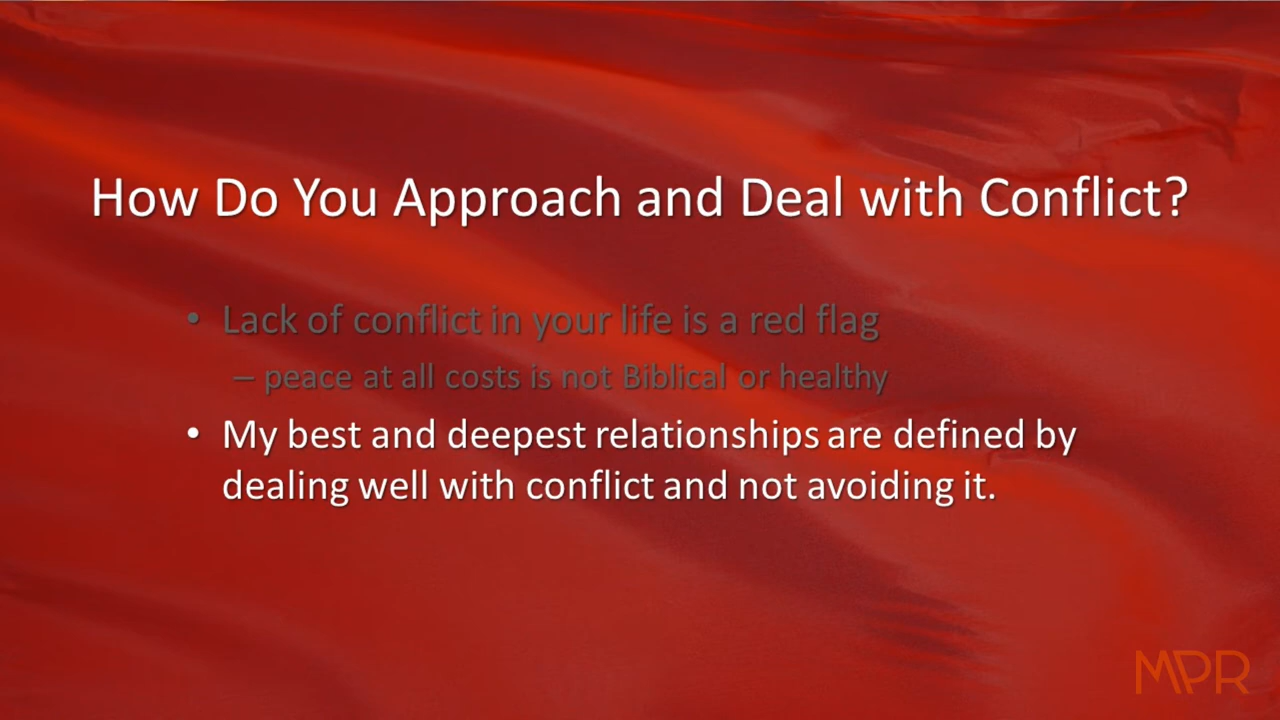 How Do You Approach and Deal with Conflict?
• Lack of conflict in your life is a red flag
– peace at all costs is not Biblical or healthy
• My best and deepest relationships are defined by
dealing well with conflict and not avoiding it.
MPR